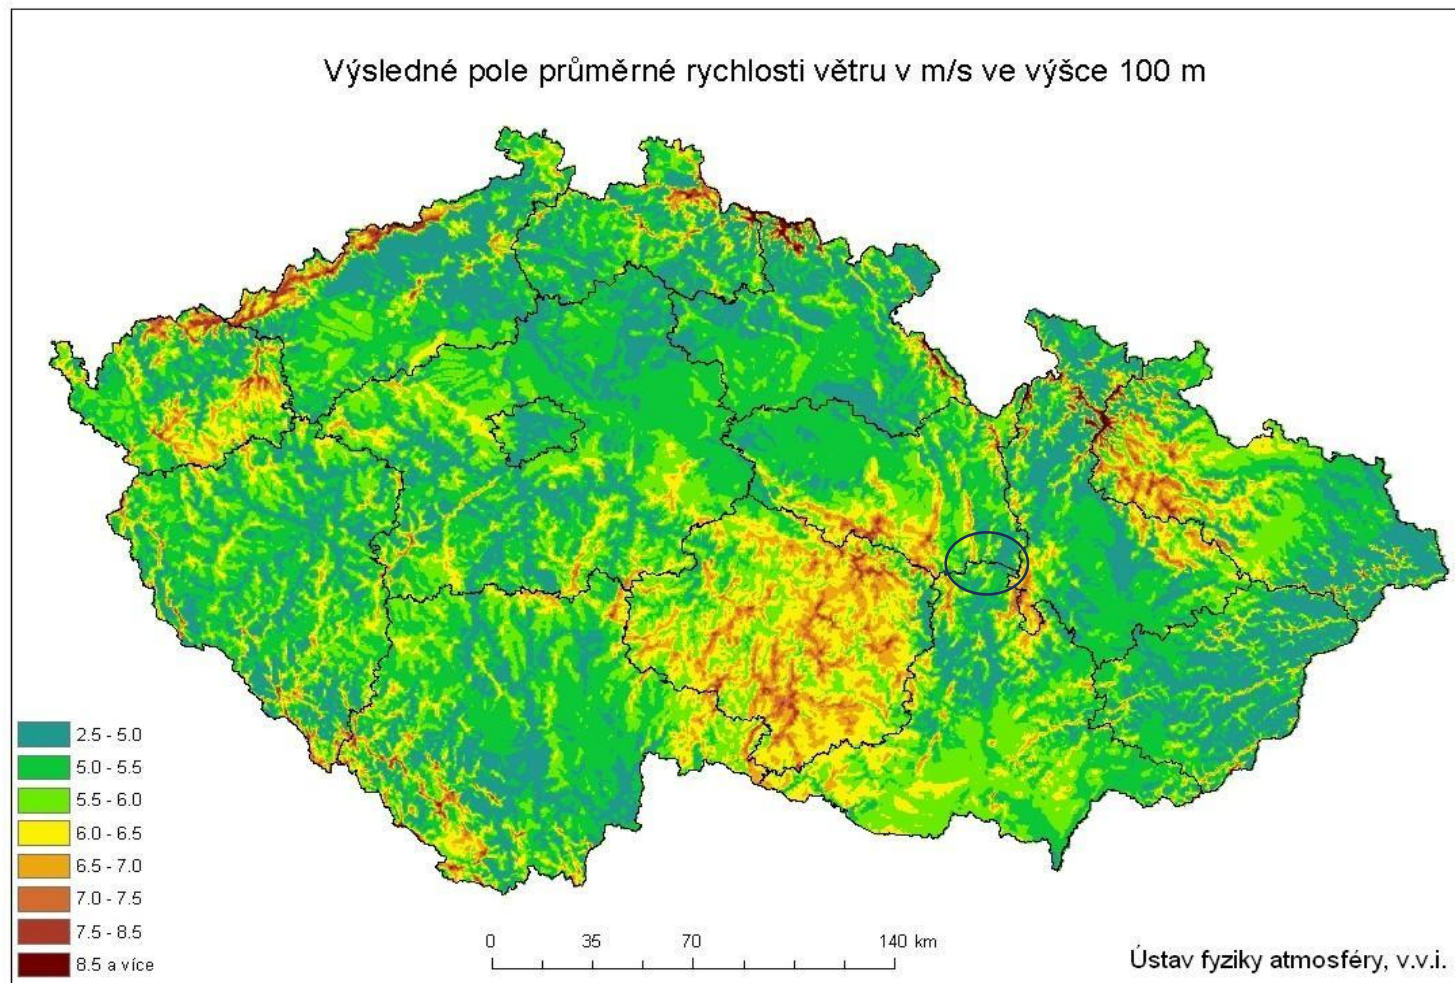 Výsledné pole průměrné rychlosti větru v m/s ve výšce 100 m
2.5 - 5.0
5.0 - 5.5
5.5 - 6.0
6.0 - 6.5
6.5 - 7.0
7.0 - 7.5
7.5 - 8.5
8.5 a více
0 35 70 140 km
Ústav fyziky atmosféry, v.v.i.